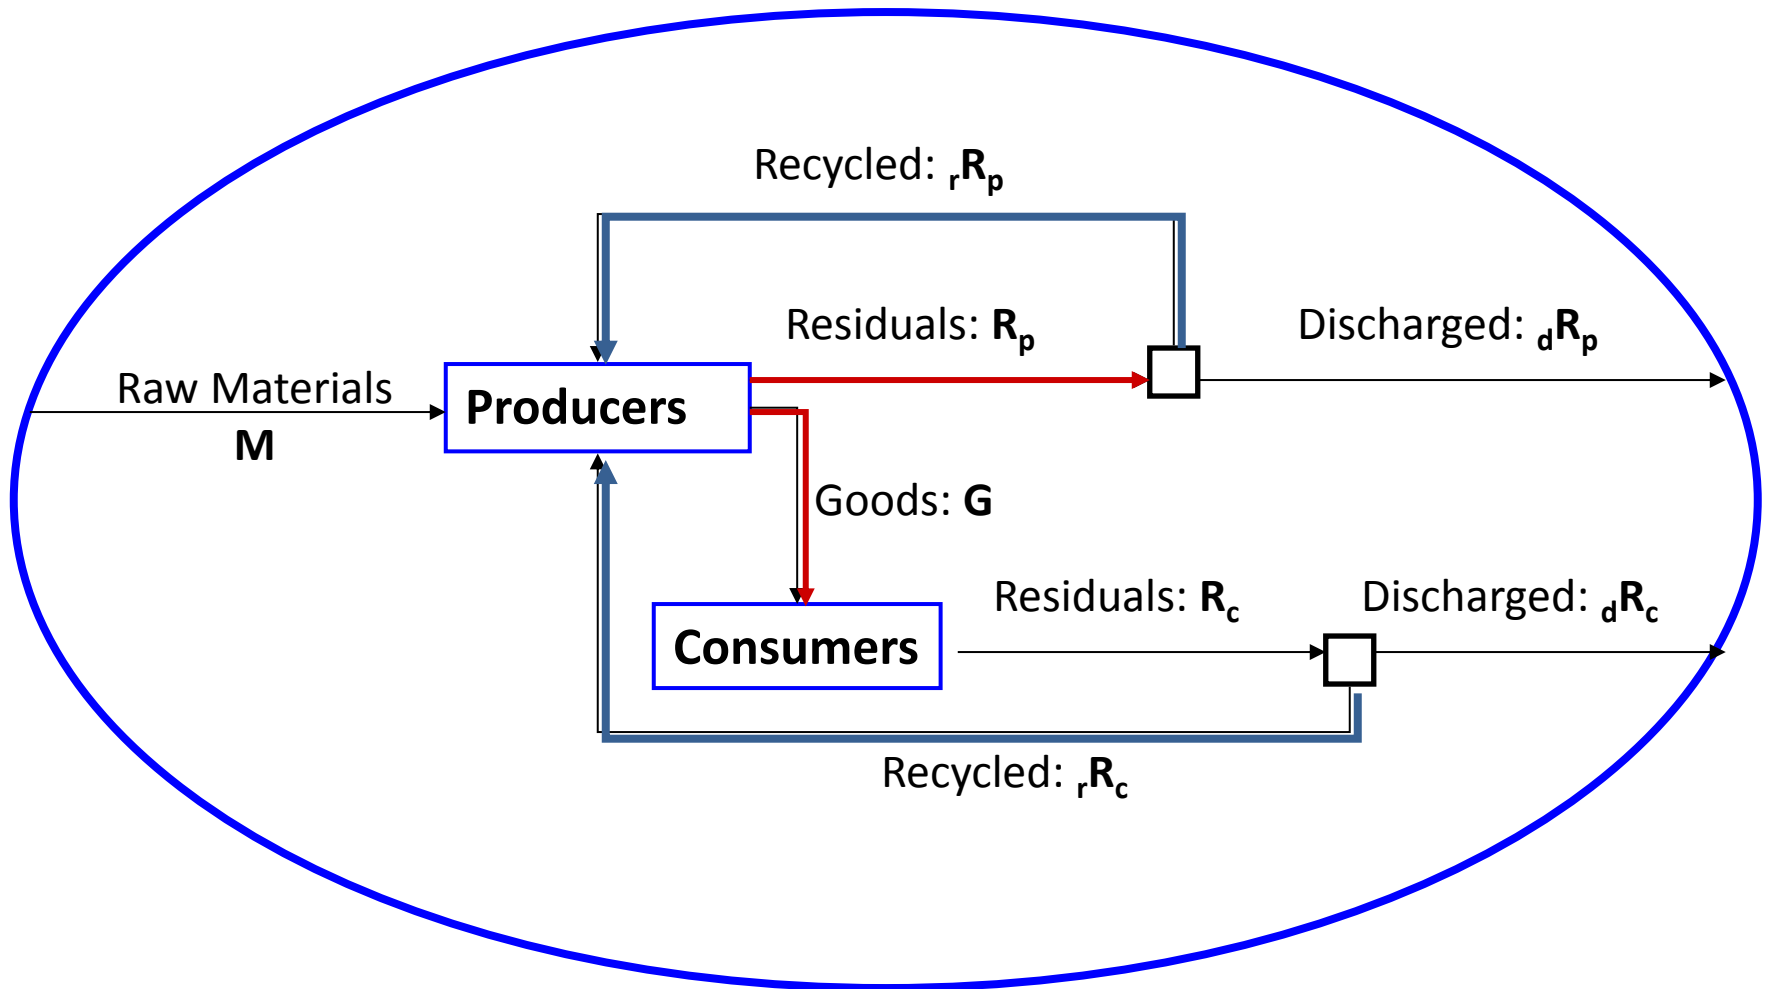 Recycled: rRp
Residuals: Rp
Discharged: dRp
Raw Materials
M
Producers
Goods: G
Residuals: Rc
Discharged: dRc
Consumers
Recycled: rRc